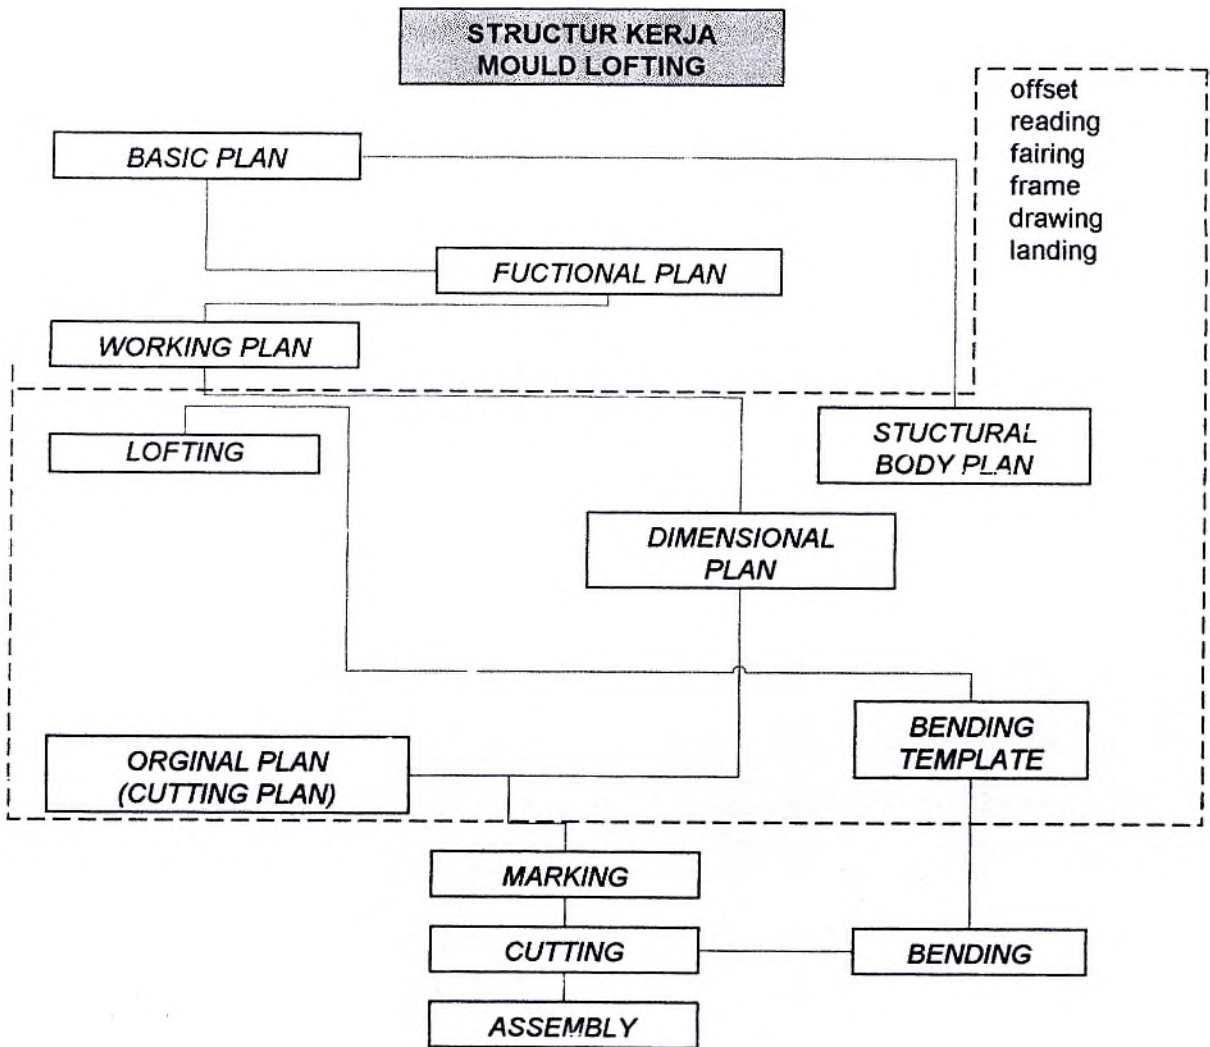 STRUCTUR KERJA
MOULD LOFTING
offset
reading
fairing
frame
drawing
landing
BASIC PLAN
FUCTIONAL PLAN
WORKING PLAN
LOFTING
STUCTURAL
BODY PLAN
DIMENSIONAL
PLAN
BENDING
TEMPLATE
ORGINAL PLAN
(CUTTING PLAN)
MARKING
CUTTING
BENDING
ASSEMBLY